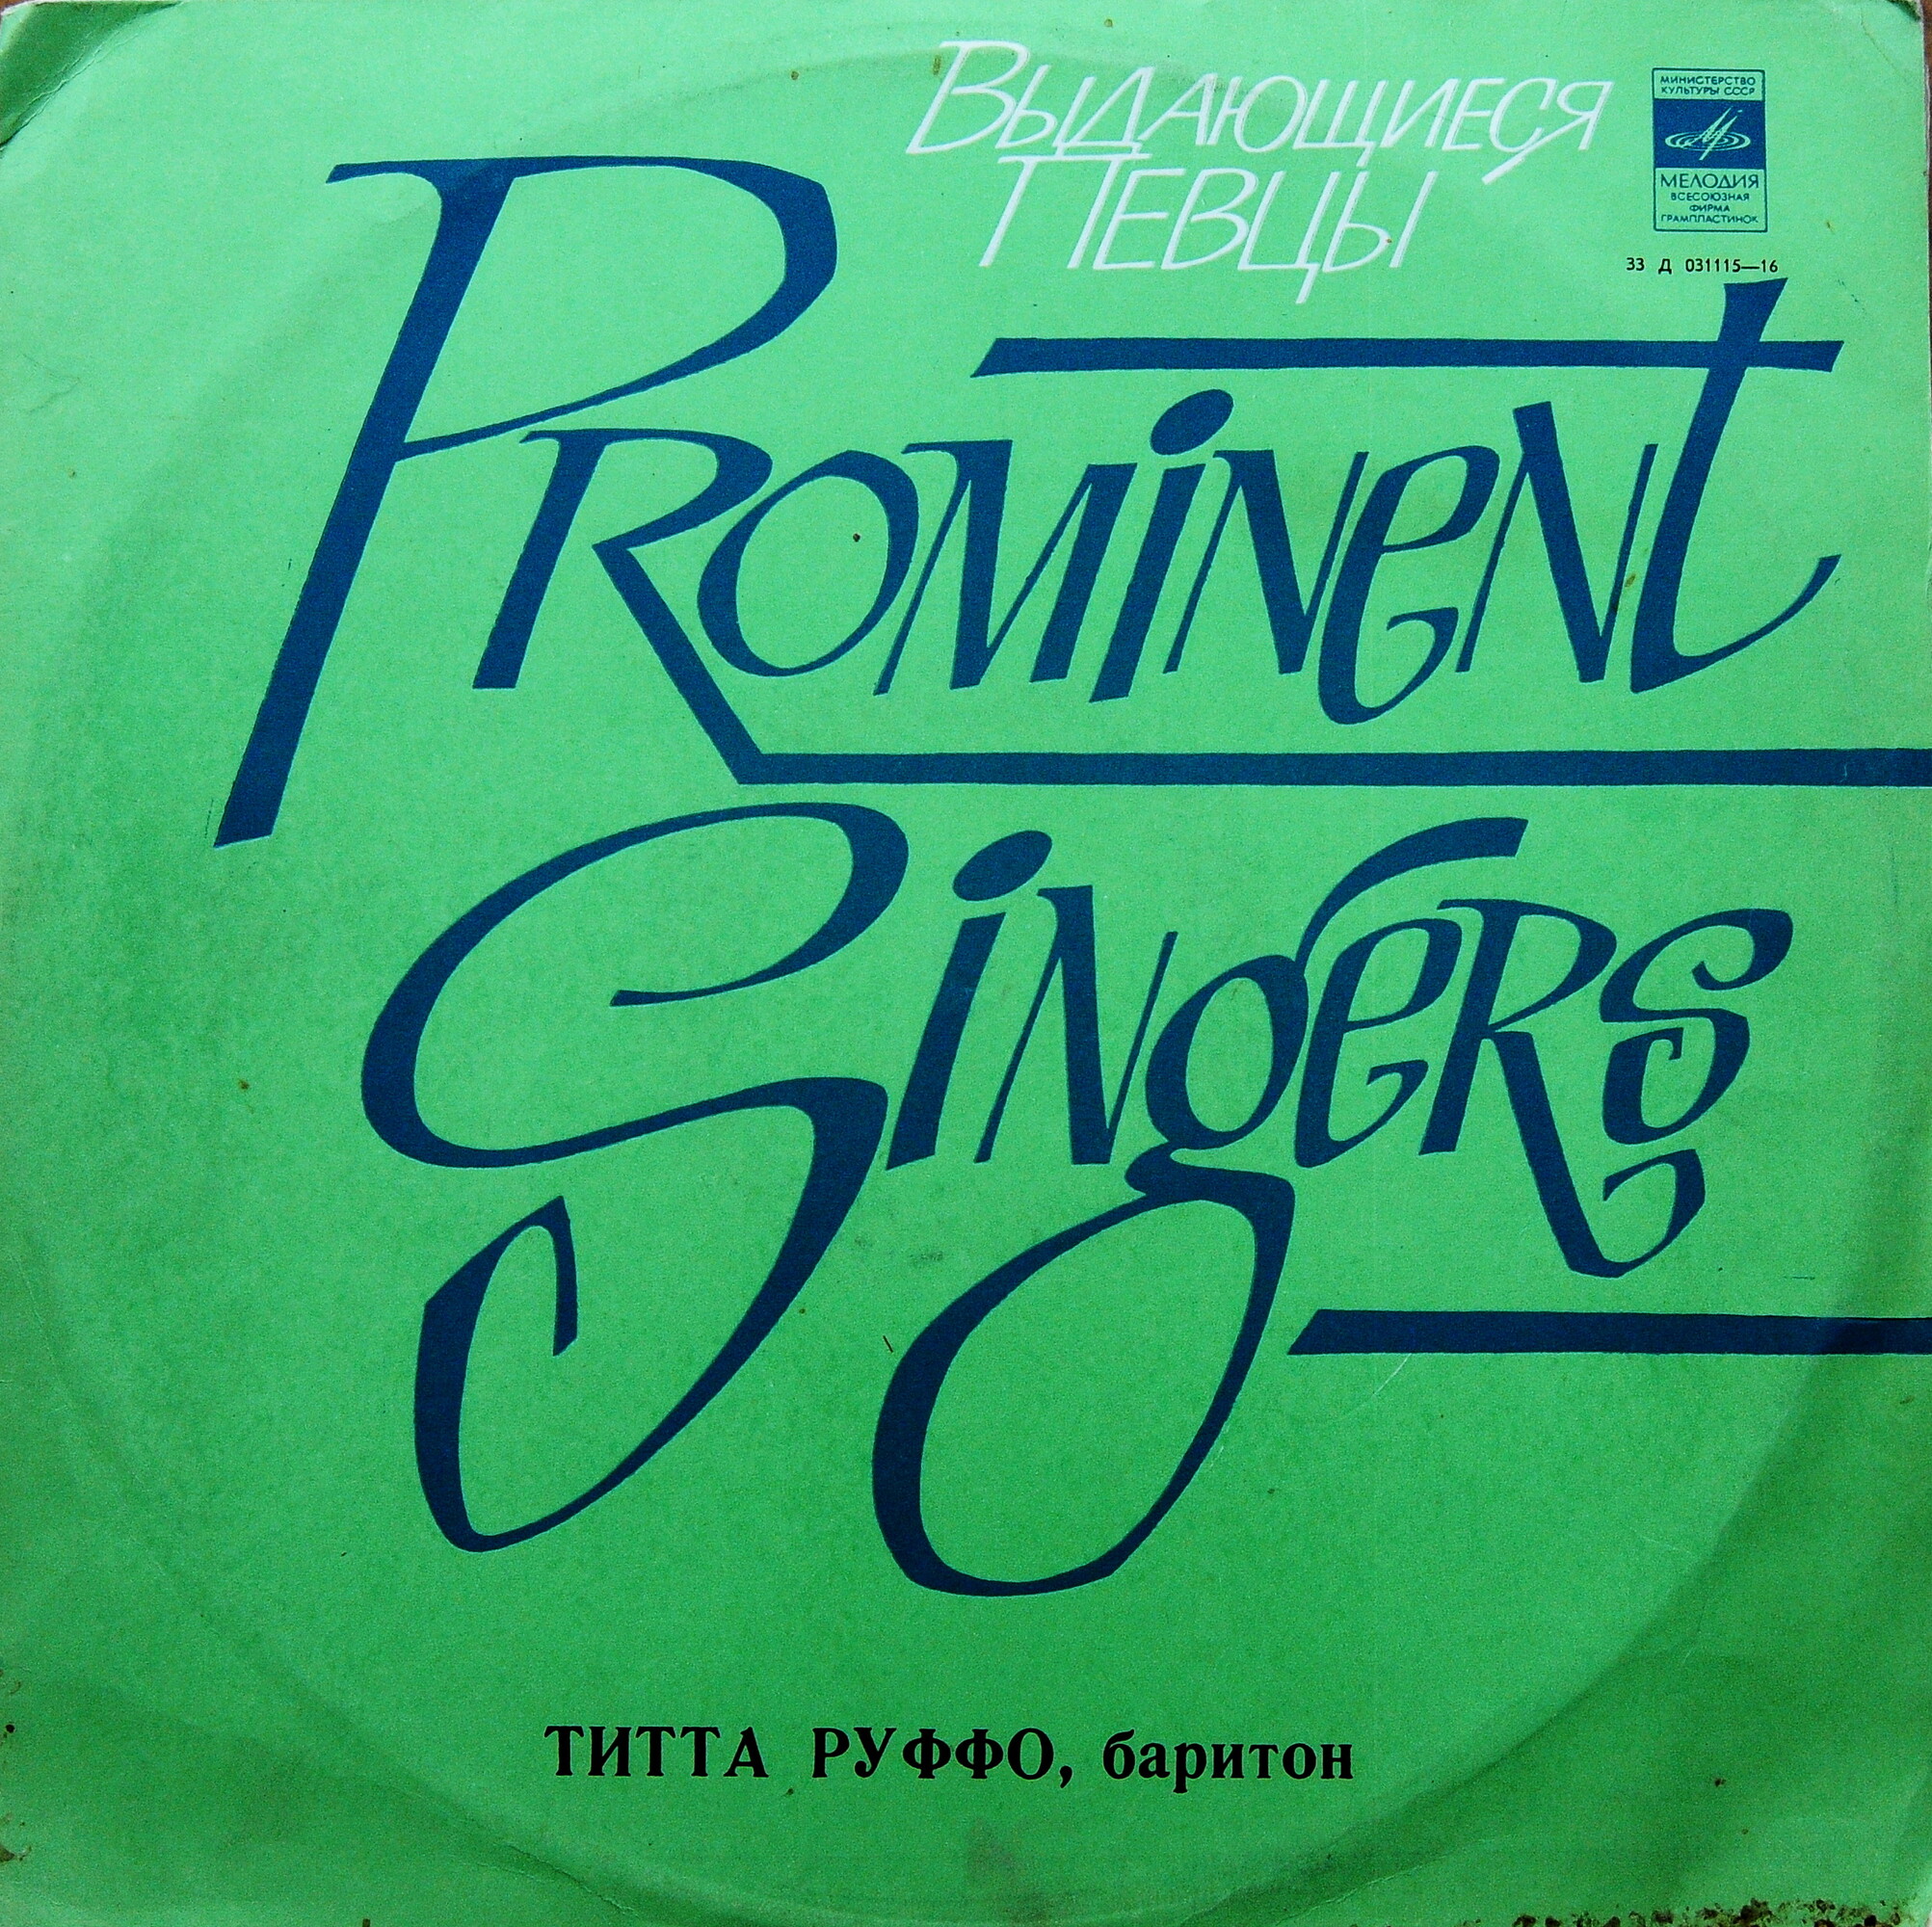 Выдающиеся
Певцы
МИНИСТЕРСТВО
КУЛЬТУРЫ СССР
МЕЛОДИЯ
ВСЕСОЮЗНАЯ
ФИРМА
ГРАМПЛАСТИНОК
33 Д 031115—16
Prominent
Singers
ТИТТА РУФФО, баритон